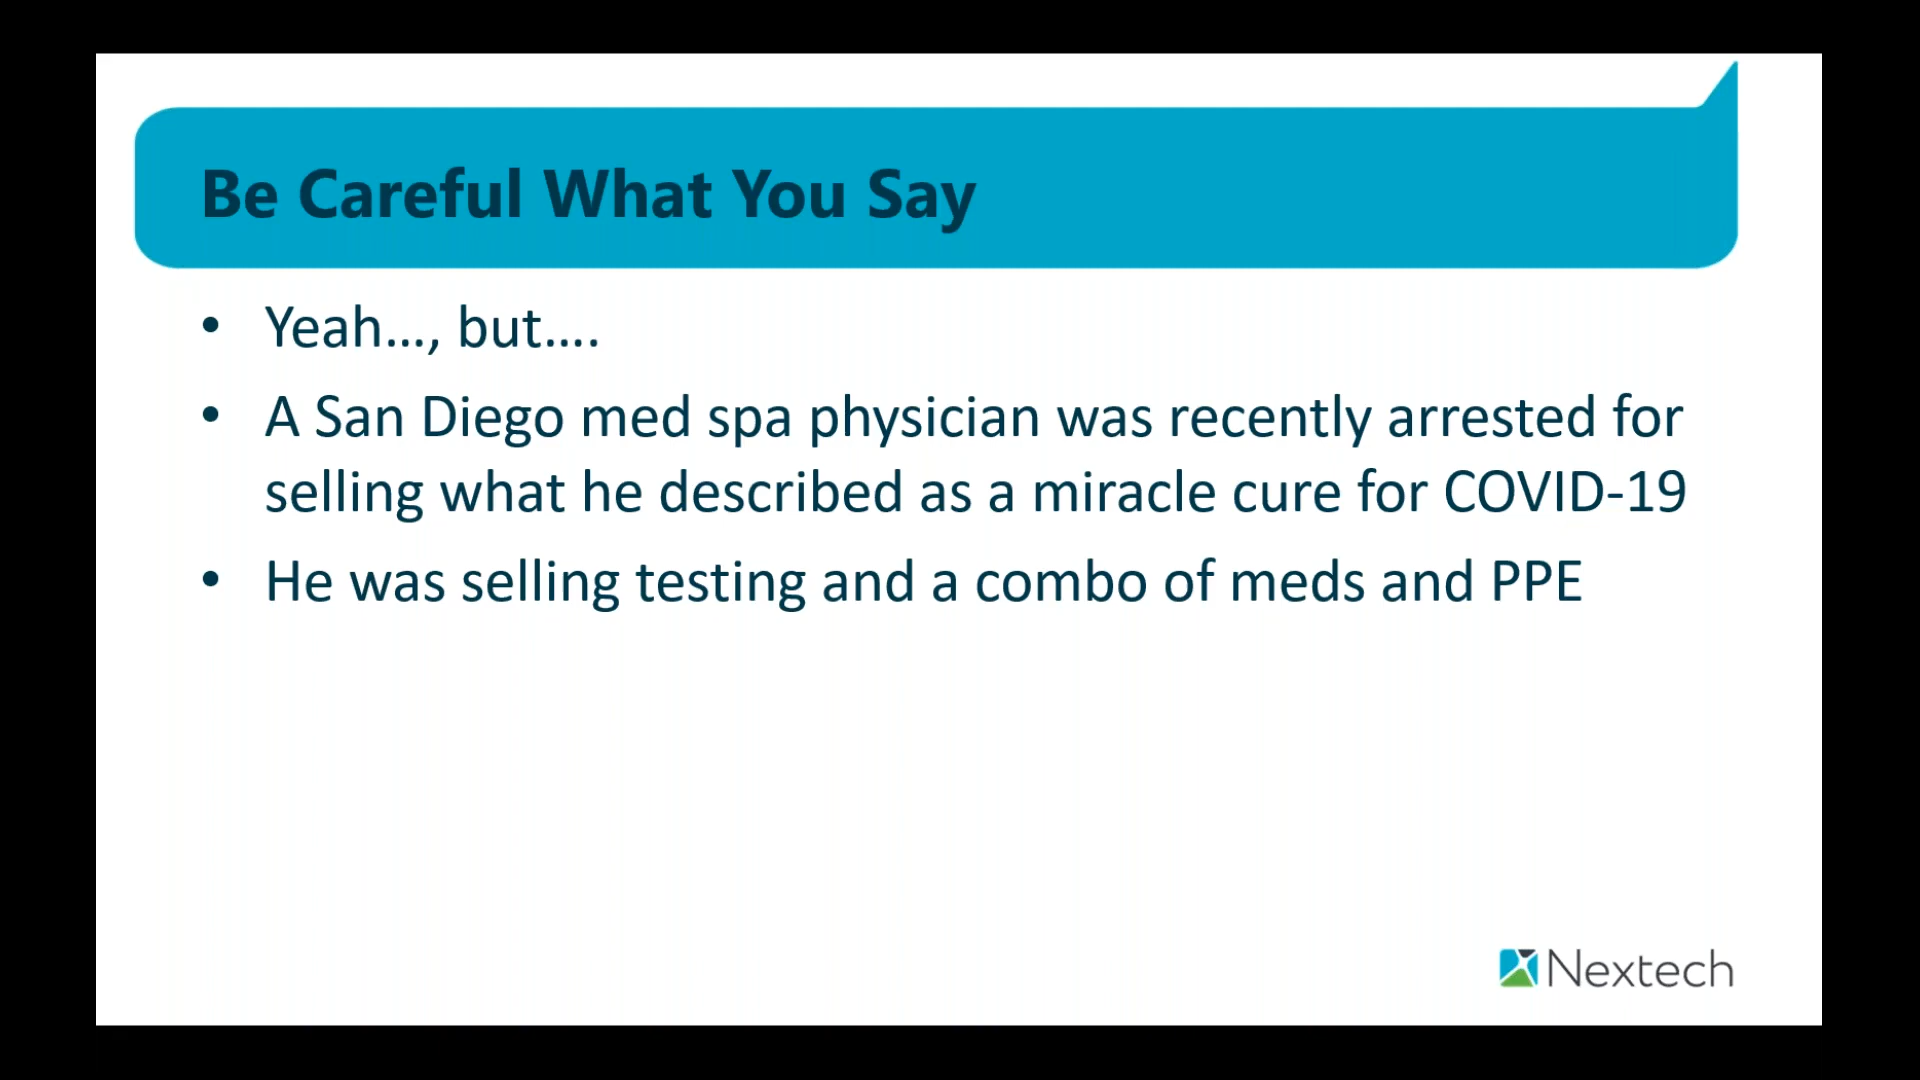 Be Careful What You Say
• Yeah…, but….
• A San Diego med spa physician was recently arrested for
selling what he described as a miracle cure for COVID-19
• He was selling testing and a combo of meds and PPE
Nextech